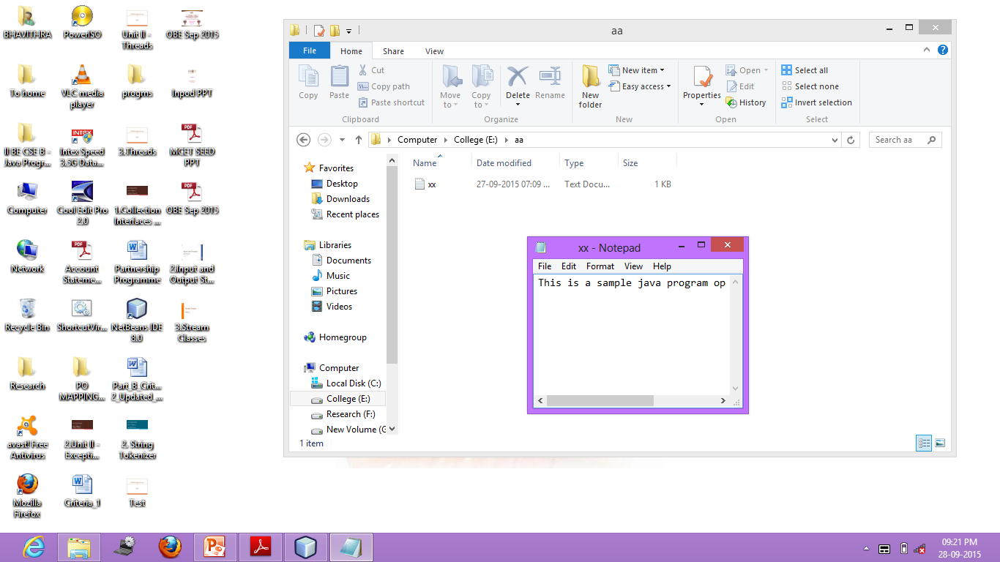 BHAVITHRA
PowerISO
Unit II -
Threads
OBE Sep 2015
To home
VLC media
player
progms
Inpod PPT
II BE CSE B -
Java Progr...
Intex Speed
3.5G Data...
3.Threads
MCET SEED
PPT
Computer
Cool Edit Pro
2.0
1.Collection
Interfaces ...
OBE Sep 2015
Network
Account
Stateme...
Partnership
Programme
2.Input and
Output St...
Recycle Bin
ShortcutVir...
NetBeans IDE
8.0
3.Stream
Classes
Research
PO
MAPPING...
Part_B_Crit...
2_Updated_...
avast! Free
Antivirus
2.Unit II -
Excepti...
2. String
Tokenizer
Mozilla
Firefox
Criteria_1
Test
aa
File
Home
Share
View
Copy
Paste
Cut
Copy path
Paste shortcut
Clipboard
Move
to
Copy
to
Delete
Rename
Organize
New
folder
New item
Easy access
New
Properties
Open
Edit
History
Open
Select all
Select none
Invert selection
Select
Computer
College (E:)
aa
Search aa
Favorites
Desktop
Downloads
Recent places
Libraries
Documents
Music
Pictures
Videos
Homegroup
Computer
Local Disk (C:)
College (E:)
Research (F:)
New Volume (G
Name
Date modified
Type
Size
xx
27-09-2015 07:09 ...
Text Docu...
1 KB
1 item
xx - Notepad
File
Edit
Format
View
Help
This is a sample java program op
09:21 PM
28-09-2015